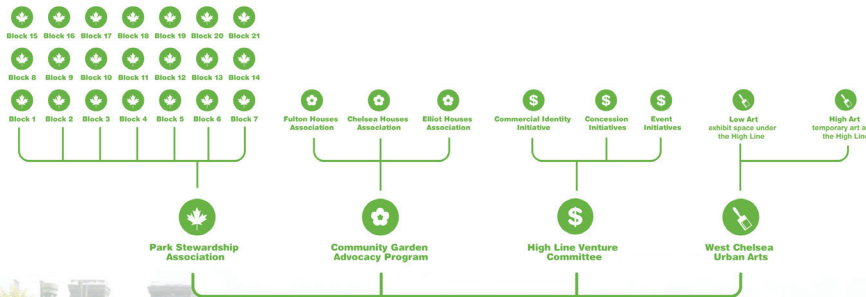 Block 15 Block 16 Block 17 Block 18 Block 19 Block 20 Block 21
Block 8 Block 9 Block 10 Block 11 Block 12 Block 13 Block 14
Block 1 Block 2 Block 3 Block 4 Block 5 Block 6 Block 7
Fulton Houses
Association
Chelsea Houses
Association
Elliot Houses
Association
Commercial Identity
Initiative
Concession
Initiatives
Event
Initiatives
Low Art
exhibit space under
the High Line
High Art
temporary art a
the High Lin
Park Stewardship
Association
Community Garden
Advocacy Program
High Line Venture
Committee
West Chelsea
Urban Arts